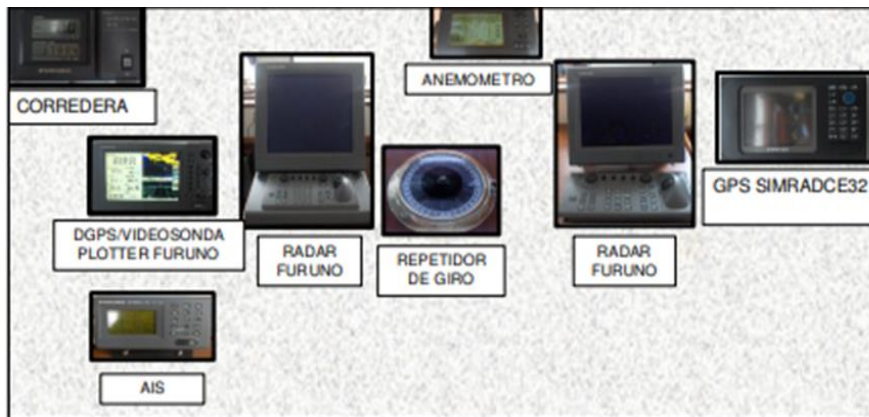 ANEMOMETRO
CORREDERA
GPS SIMRADCE32
DGPS/VIDEOSONDA
PLOTTER FURUNO
RADAR
FURUNO
REPETIDOR
DE GIRO
RADAR
FURUNO
AIS